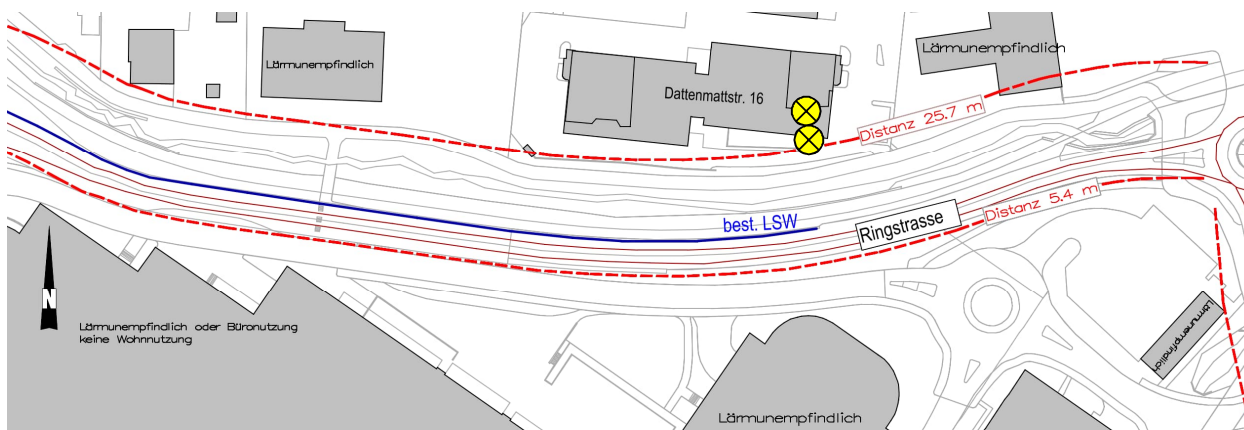 Lärmunempfindlich
Lärmunempfindlich
Dattenmattstr. 16
Distanz 25.7 m
best. LSW
Ringstrasse
Distanz 5.4 m
N
Lärmunempfindlich oder Büronutzung
keine Wohnnutzung
Lärmunempfindlich
Lärmunempfindlich